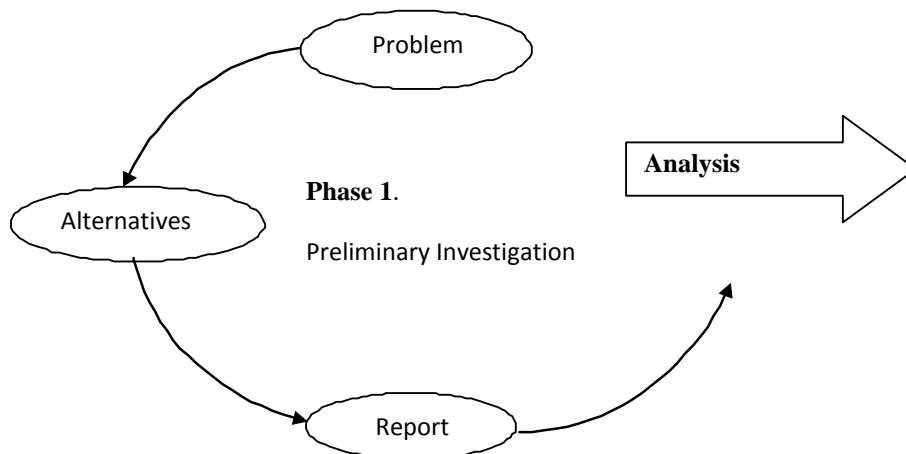 Problem
Analysis
Phase 1.
Alternatives
Preliminary Investigation
Report